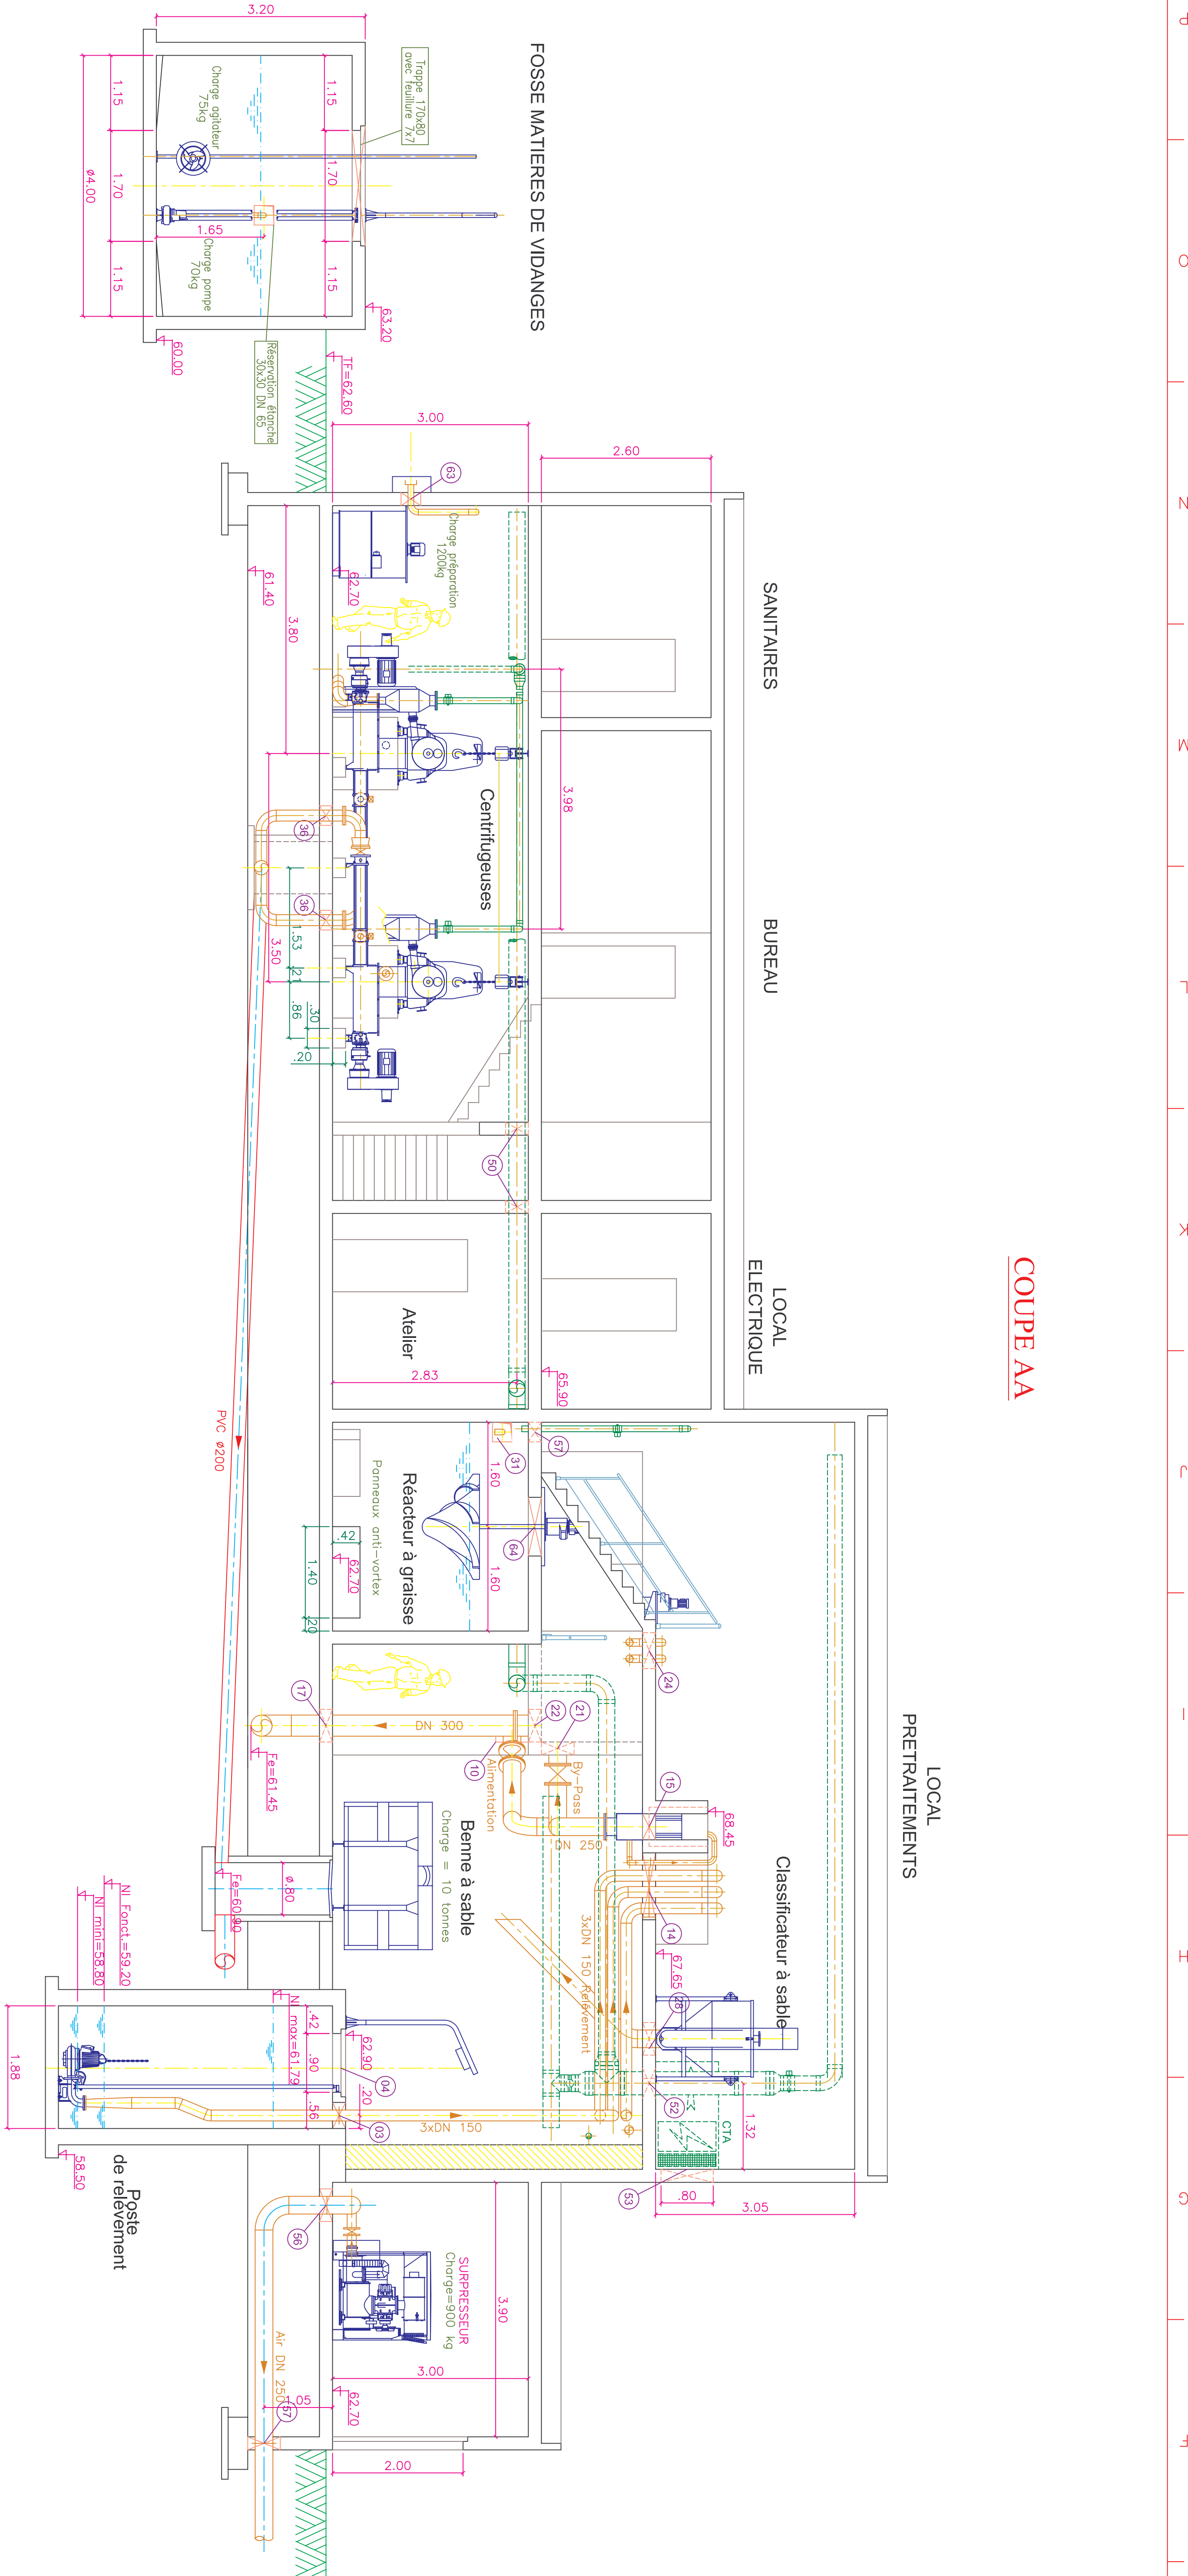 COUPE AA
P
O
N
M
L
K
J
I
H
G
F
FOSSE MATIERES DE VIDANGES
Trappe 170x80
avec feuillure 7x7
3.20
1.15
1.70
1.15
Charge agitateur
75kg
Charge pompe
70kg
1.65
1.15
1.70
1.15
ø4.00
63.20
60.00
Réservation étanche
30x30 DN 65
TF=62.60
SANITAIRES
BUREAU
LOCAL
ELECTRIQUE
LOCAL
PRETRAITEMENTS
2.60
3.00
63
Charge préparation
1200kg
62.70
61.40
3.80
3.98
Centrifugeuses
36
36
3.50
1.53
.21
.86
.30
.20
50
Atelier
2.83
65.90
PVC ø200
57
31
1.60
1.60
64
Réacteur à graisse
Panneaux anti-vortex
.42
62.70
1.40
.20
24
17
22
21
10
DN 300
Fe=61.45
By-Pass
Alimentation
DN 250
15
68.45
14
Classificateur à sable
Benne à sable
Charge = 10 tonnes
3xDN 150 Relèvement
67.65
28
52
CTA
1.32
53
.80
3.05
ø.80
Fe=60.90
NI Fonct.=59.20
NI mini=58.80
NI max=61.79
.42
.90
.56
62.90
.20
04
03
3xDN 150
1.88
58.50
Poste
de relèvement
56
SURPRESSEUR
Charge=900 kg
3.90
3.00
62.70
Air DN 250
1.05
57
2.00